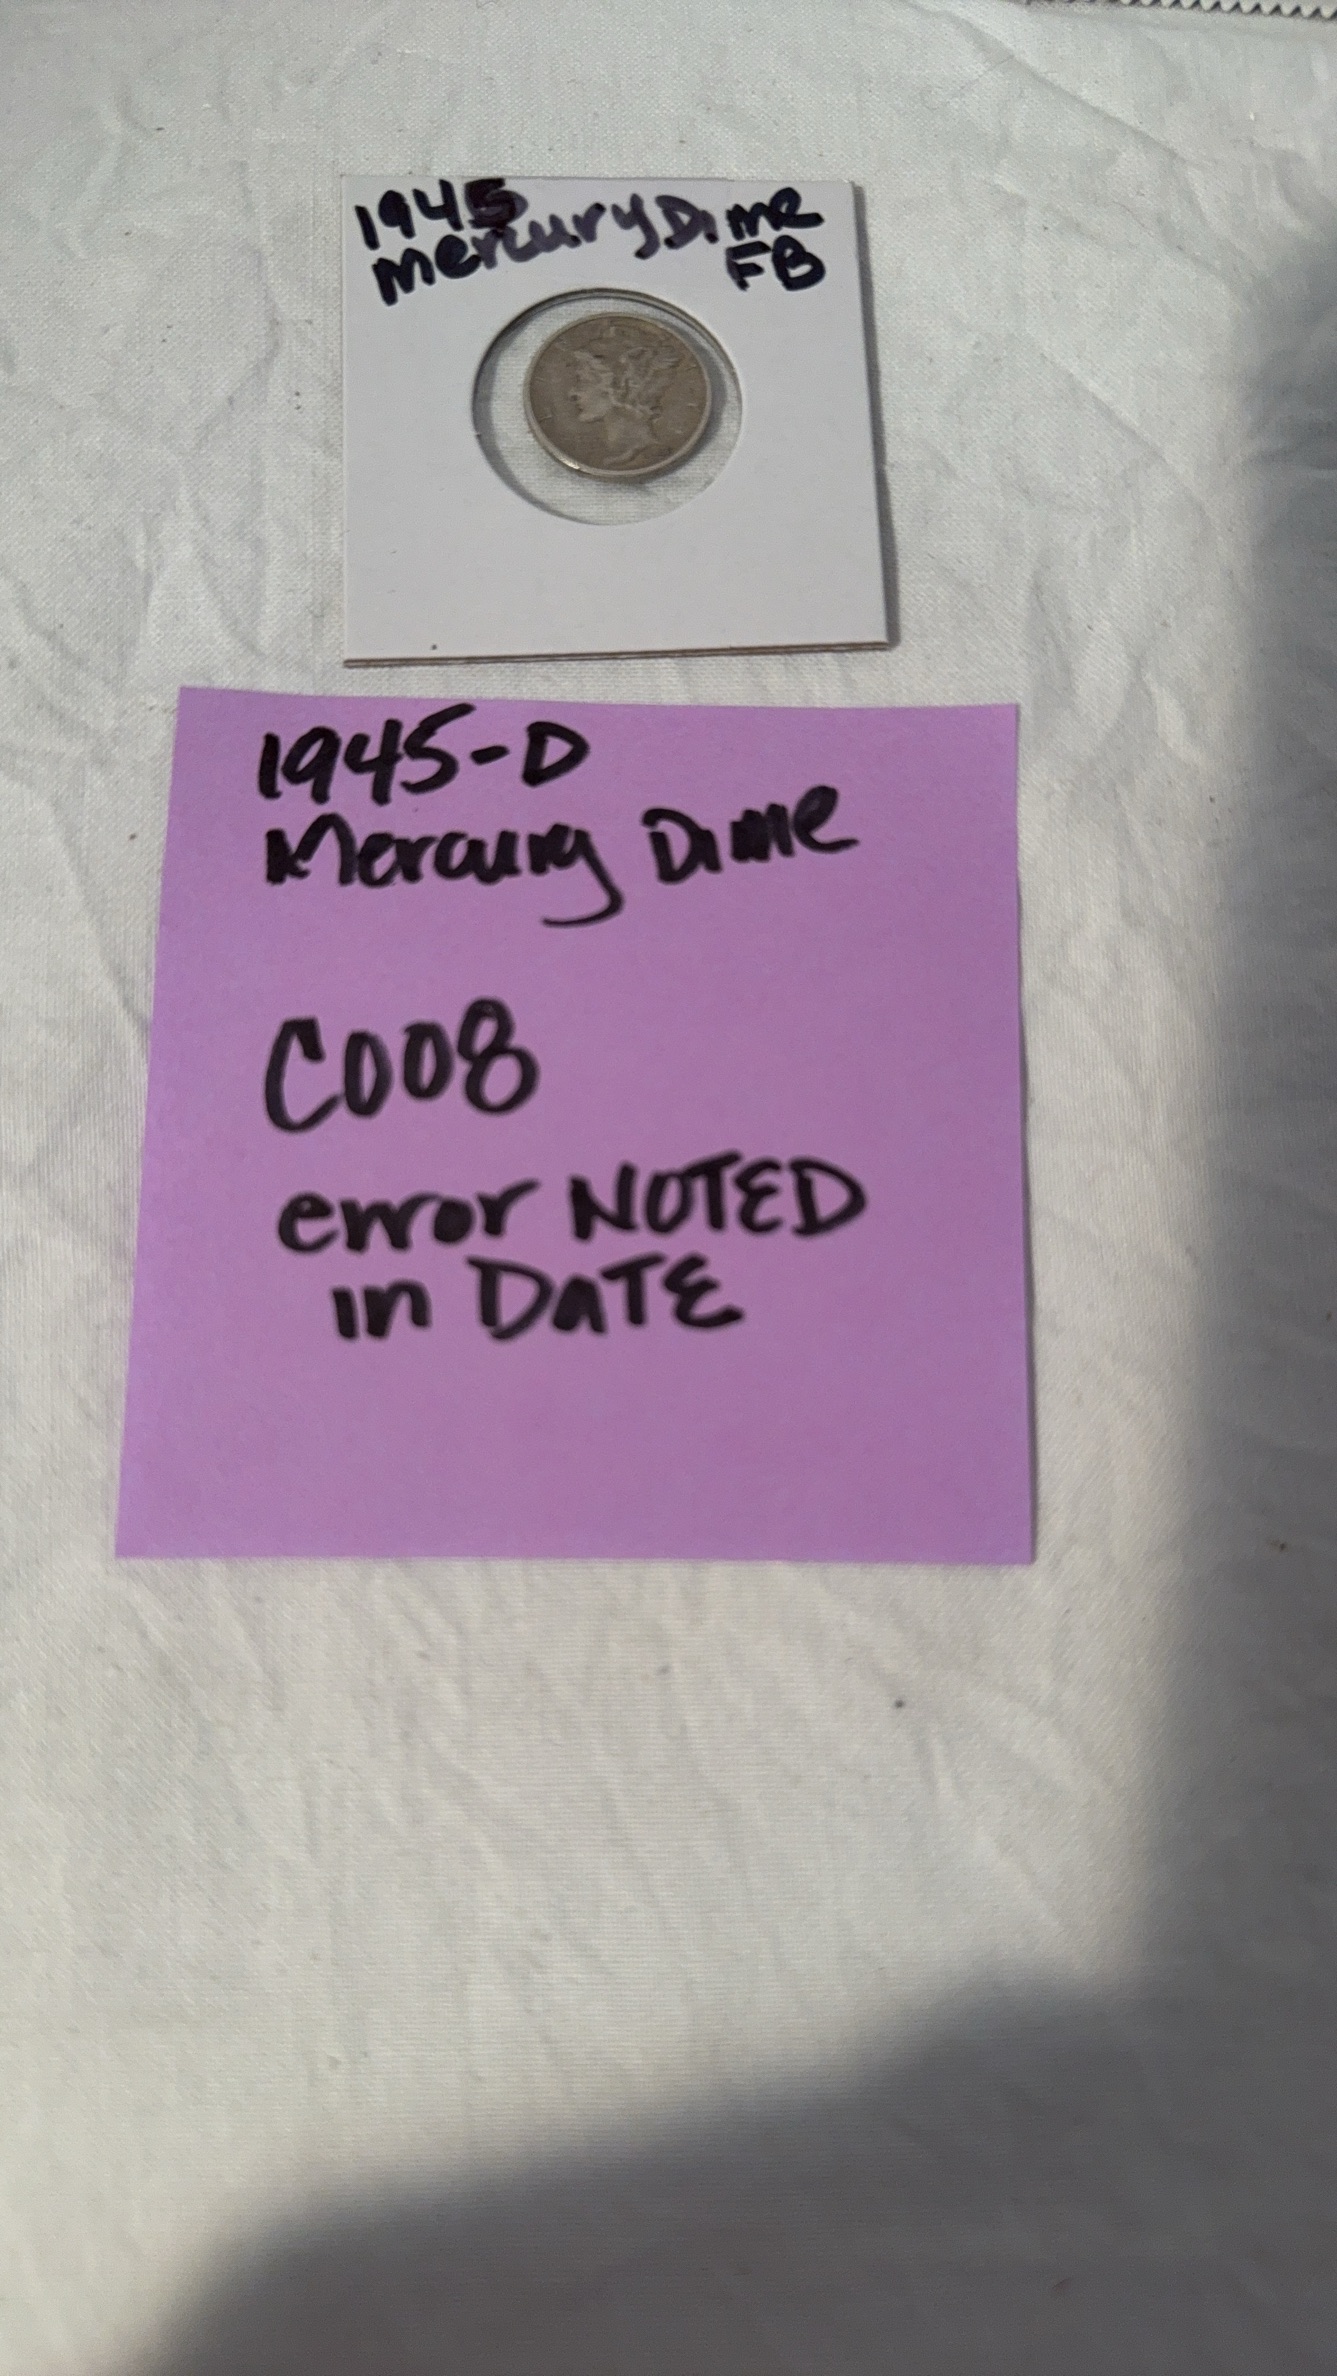 1945
Mercury Dime
FB
1945-D
Mercury Dime
C008
error NOTED
in DATE